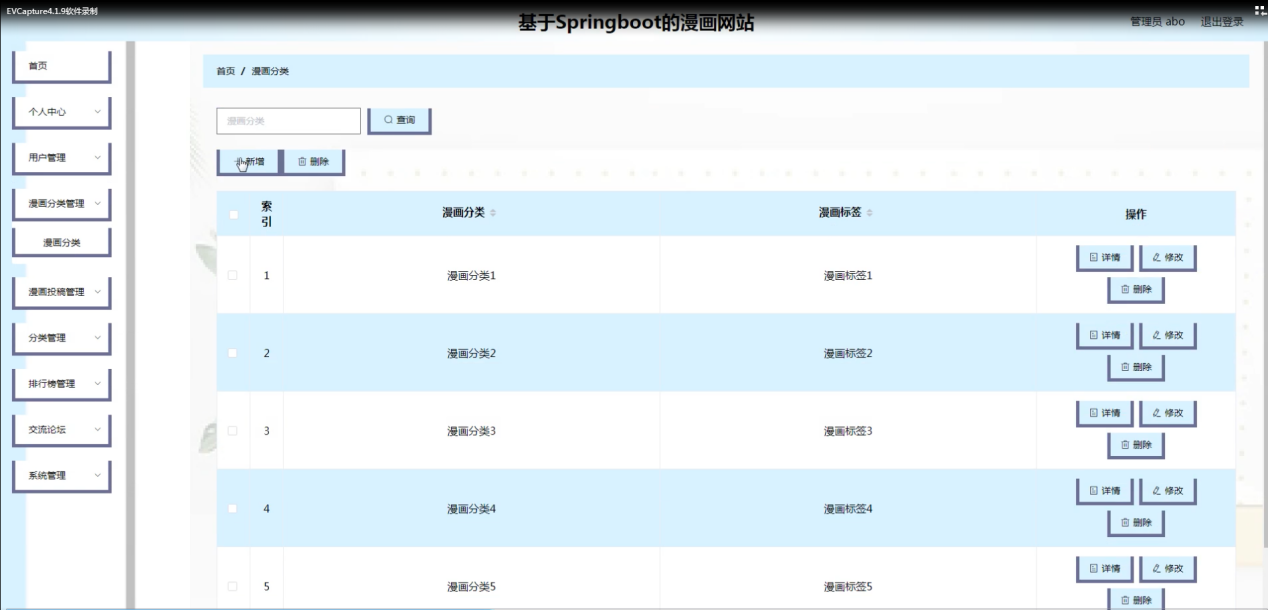 EVCapture4.1.9软件录制
基于Springboot的漫画网站
管理员 abo 退出登录
首页
个人中心
用户管理
漫画分类管理
漫画分类
漫画投稿管理
分类管理
排行榜管理
交流论坛
系统管理
首页 / 漫画分类
漫画分类
查询
新增 删除
索引 漫画分类 漫画标签 操作
1 漫画分类1 漫画标签1 详情 修改
删除
2 漫画分类2 漫画标签2 详情 修改
删除
3 漫画分类3 漫画标签3 详情 修改
删除
4 漫画分类4 漫画标签4 详情 修改
删除
5 漫画分类5 漫画标签5 详情 修改
删除